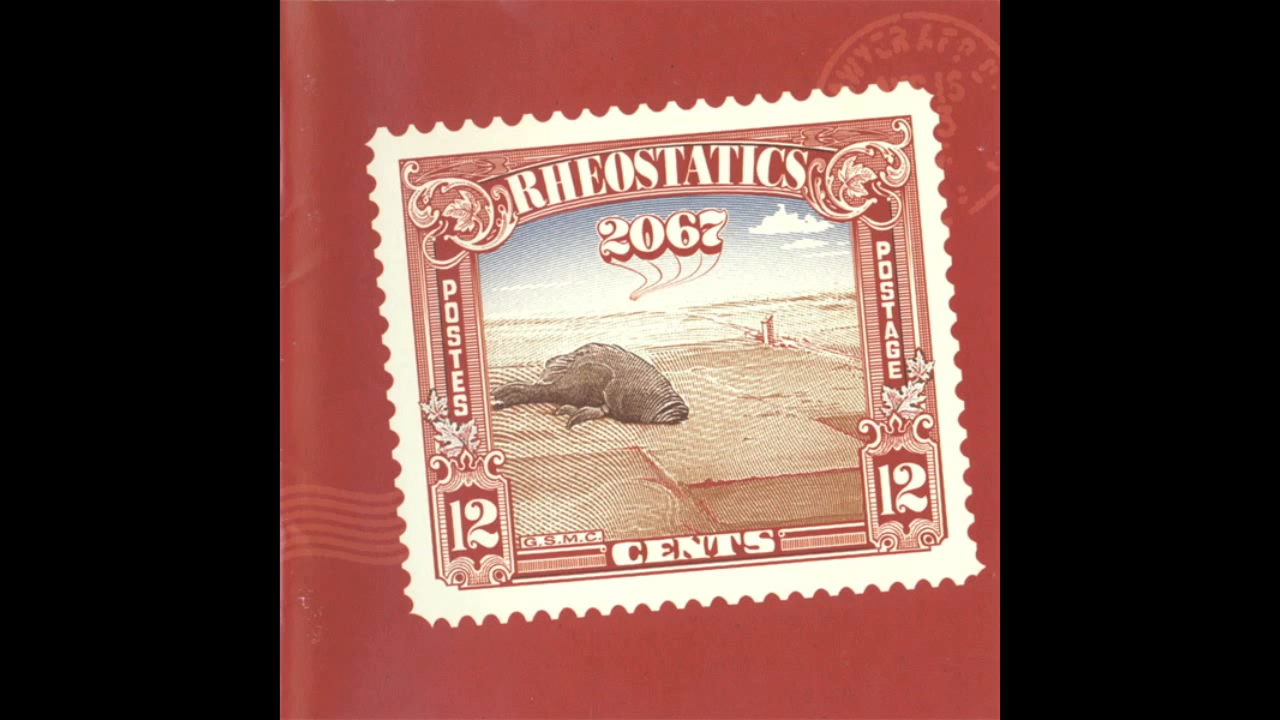 RHEOSTATICS
2067
POSTES
POSTAGE
12
12
G.S.M.C.
CENTS